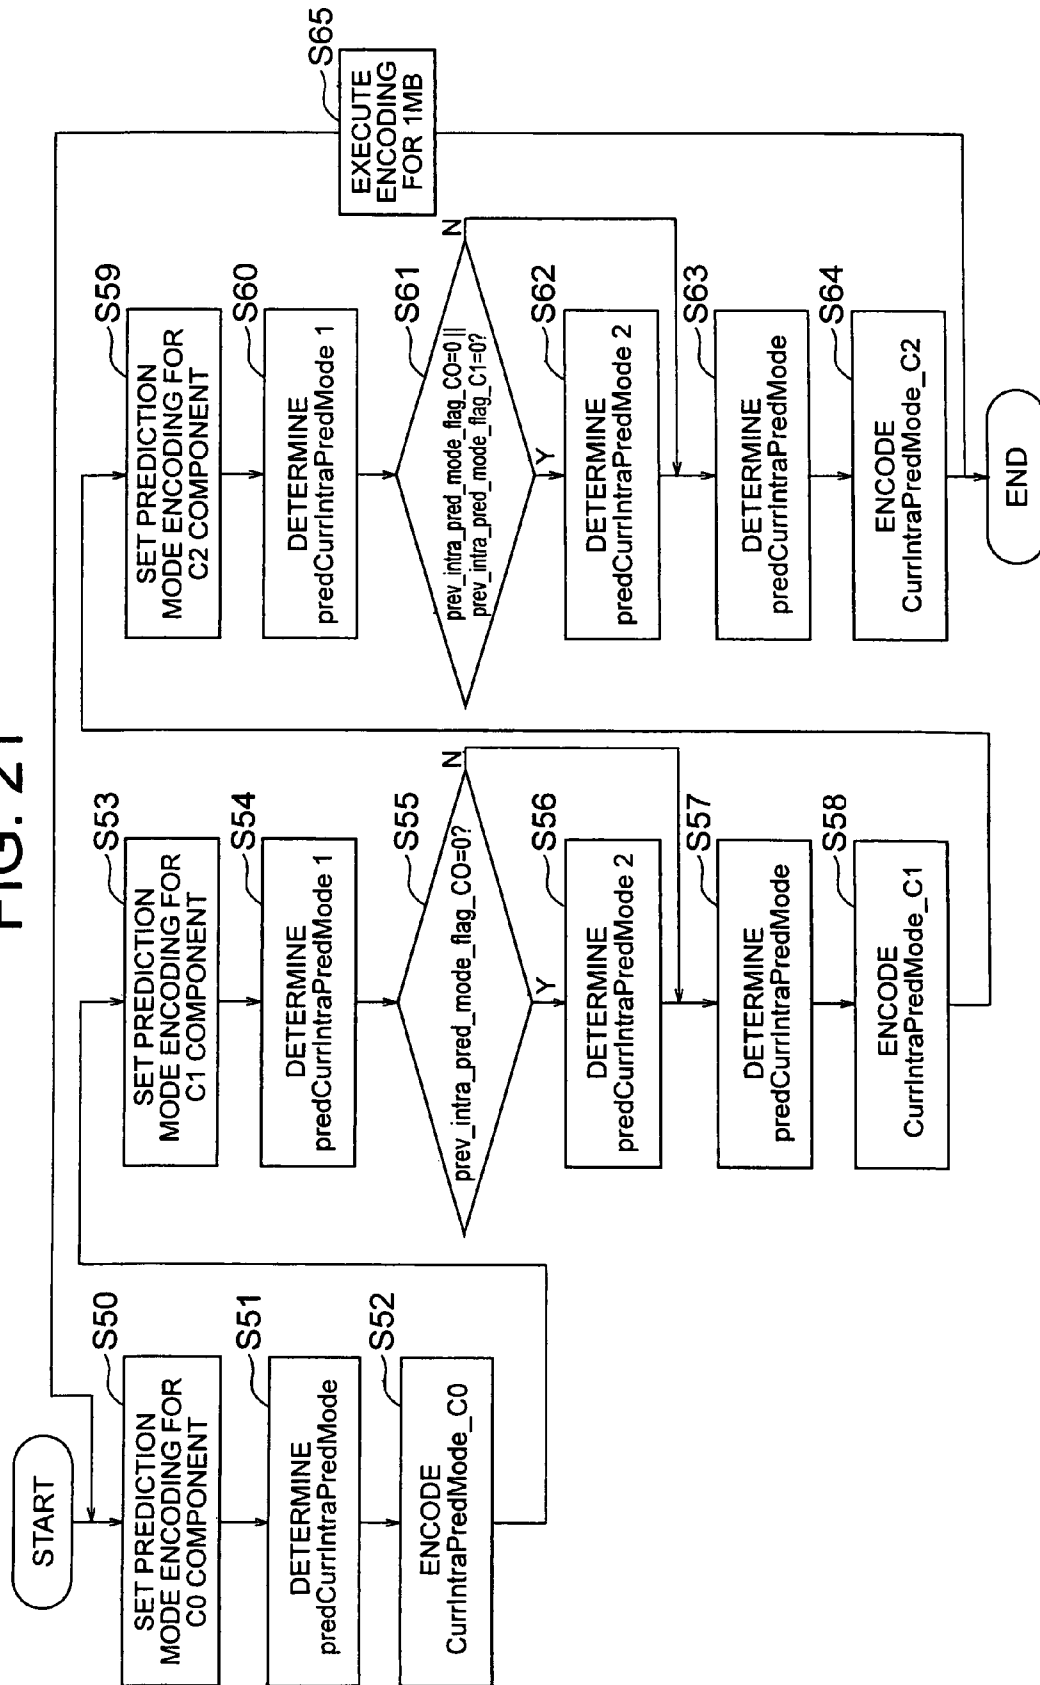 FIG. 21
START
S50
SET PREDICTION
MODE ENCODING FOR
C0 COMPONENT
S51
DETERMINE
predCurrIntraPredMode
S52
ENCODE
CurrIntraPredMode_C0
S53
SET PREDICTION
MODE ENCODING FOR
C1 COMPONENT
S54
DETERMINE
predCurrIntraPredMode 1
S55
prev_intra_pred_mode_flag_CO=0?
N
Y
S56
DETERMINE
predCurrIntraPredMode 2
S57
DETERMINE
predCurrIntraPredMode
S58
ENCODE
CurrIntraPredMode_C1
S59
SET PREDICTION
MODE ENCODING FOR
C2 COMPONENT
S60
DETERMINE
predCurrIntraPredMode 1
S61
prev_intra_pred_mode_flag_CO=0 ||
prev_intra_pred_mode_flag_C1=0?
N
Y
S62
DETERMINE
predCurrIntraPredMode 2
S63
DETERMINE
predCurrIntraPredMode
S64
ENCODE
CurrIntraPredMode_C2
S65
EXECUTE
ENCODING
FOR 1MB
END